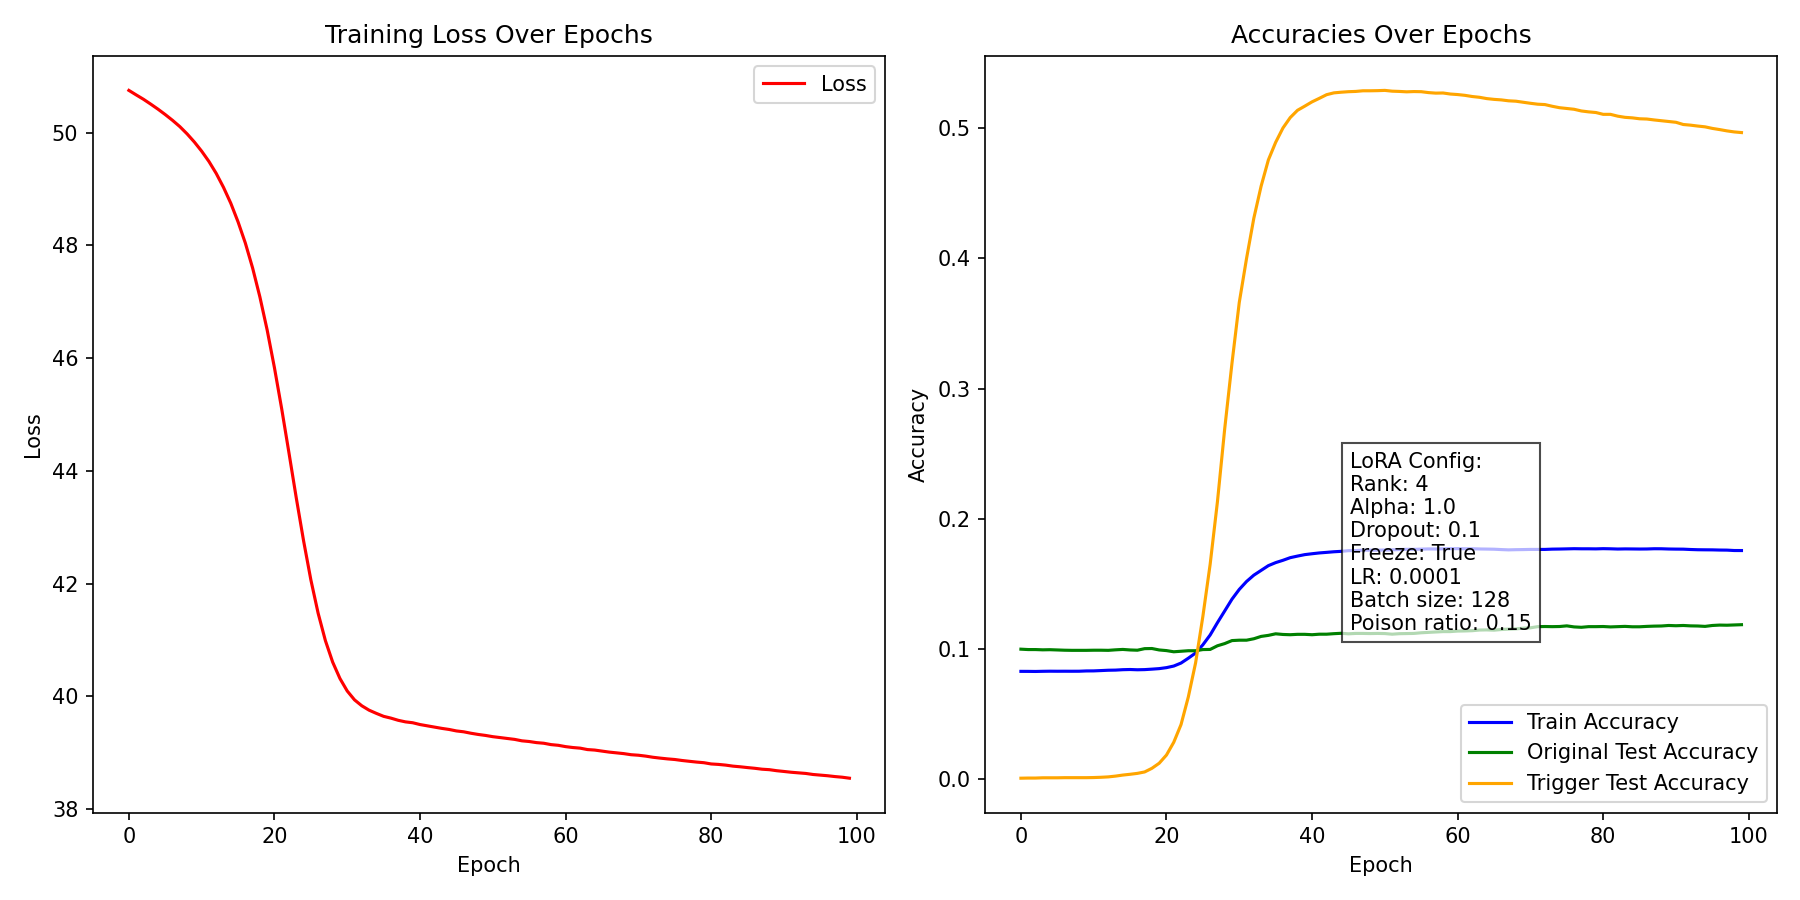 Training Loss Over Epochs
Loss
50
48
46
44
42
40
38
Loss
0
20
40
60
80
100
Epoch
Accuracies Over Epochs
0.5
0.4
0.3
0.2
0.1
0.0
Accuracy
LoRA Config:
Rank: 4
Alpha: 1.0
Dropout: 0.1
Freeze: True
LR: 0.0001
Batch size: 128
Poison ratio: 0.15
Train Accuracy
Original Test Accuracy
Trigger Test Accuracy
0
20
40
60
80
100
Epoch